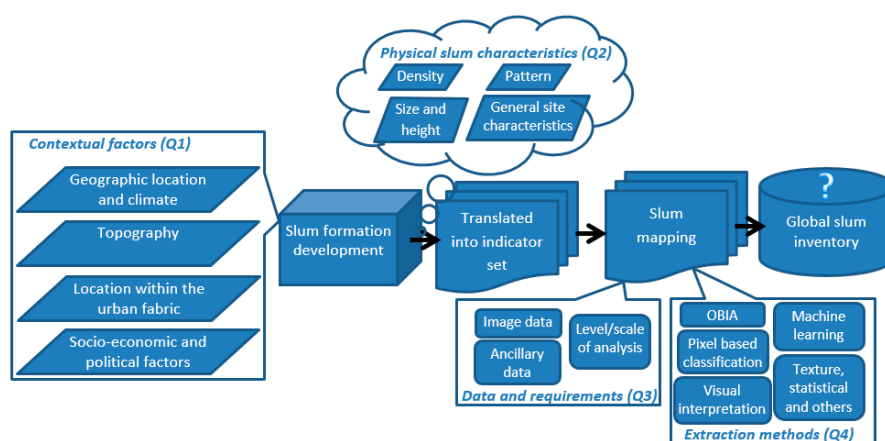 Physical slum characteristics (Q2)
Density
Pattern
Size and
height
General site
characteristics
Contextual factors (Q1)
Geographic location
and climate
Topography
Location within the
urban fabric
Socio-economic and
political factors
Slum formation
development
Translated
into indicator
set
Slum
mapping
?
Global slum
inventory
Image data
Ancillary
data
Level/scale
of analysis
Data and requirements (Q3)
OBIA
Pixel based
classification
Visual
interpretation
Machine
learning
Texture,
statistical
and others
Extraction methods (Q4)